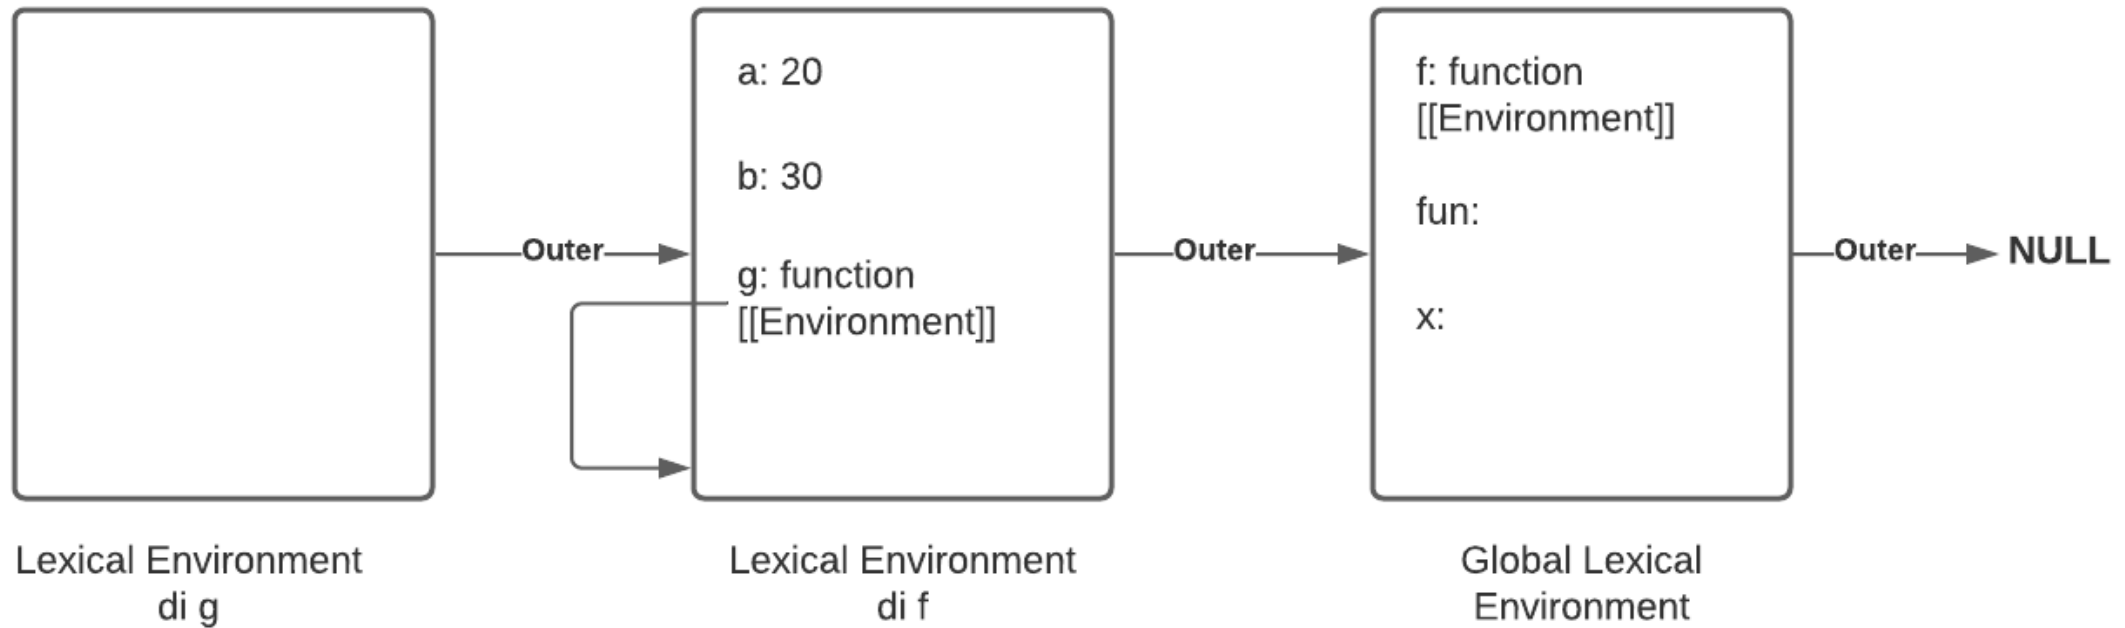 a: 20
b: 30
g: function
[[Environment]]
f: function
[[Environment]]
fun:
x:
Outer
Outer
Outer
NULL
Lexical Environment
di g
Lexical Environment
di f
Global Lexical
Environment